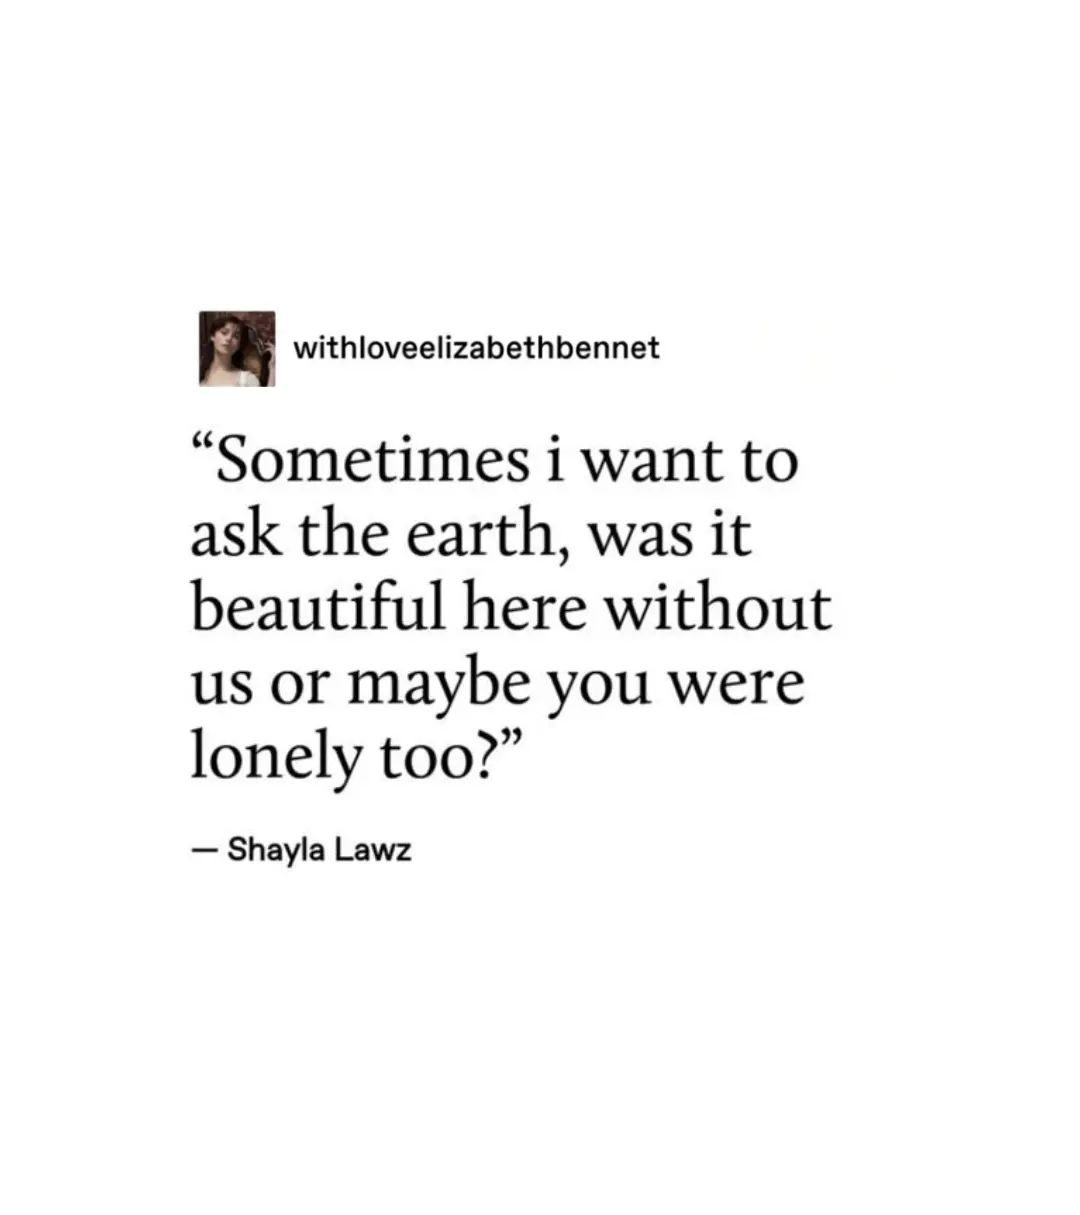 withloveelizabethbennet
“Sometimes i want to
ask the earth, was it
beautiful here without
us or maybe you were
lonely too?”
— Shayla Lawz